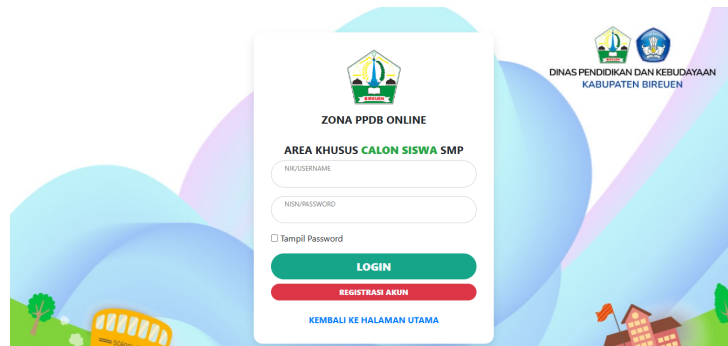 DINAS PENDIDIKAN DAN KEBUDAYAAN
KABUPATEN BIREUEN
BIREUEN
ZONA PPDB ONLINE
AREA KHUSUS CALON SISWA SMP
NIK/USERNAME
NISN/PASSWORD
Tampil Password
LOGIN
REGISTRASI AKUN
KEMBALI KE HALAMAN UTAMA